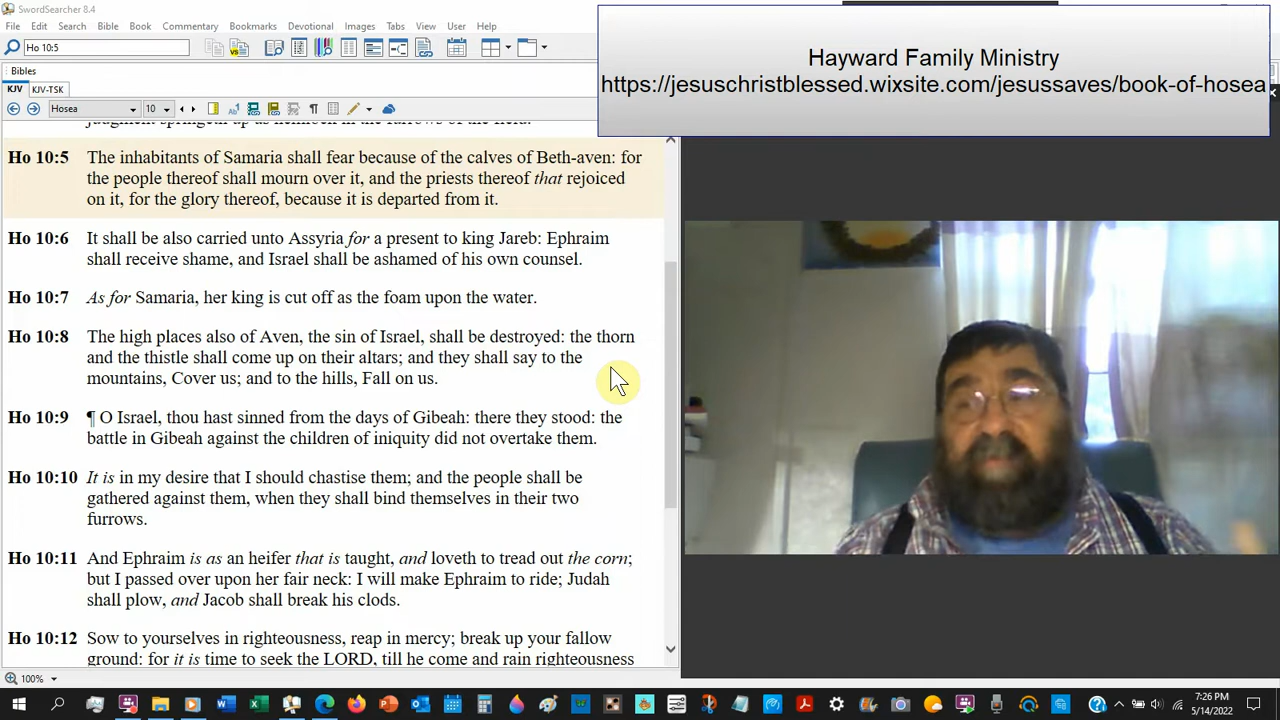 SwordSearcher 8.4
File Edit Search Bible Book Commentary Bookmarks Devotional Images Tabs View User Help
Ho 10:5
Hayward Family Ministry
https://jesuschristblessed.wixsite.com/jesussaves/book-of-hosea
Bibles
KJV KJV-TSK
Hosea 10
judgment springeth up as hemlock in the furrows of the field.
Ho 10:5 The inhabitants of Samaria shall fear because of the calves of Beth-aven: for
the people thereof shall mourn over it, and the priests thereof that rejoiced
on it, for the glory thereof, because it is departed from it.
Ho 10:6 It shall be also carried unto Assyria for a present to king Jareb: Ephraim
shall receive shame, and Israel shall be ashamed of his own counsel.
Ho 10:7 As for Samaria, her king is cut off as the foam upon the water.
Ho 10:8 The high places also of Aven, the sin of Israel, shall be destroyed: the thorn
and the thistle shall come up on their altars; and they shall say to the
mountains, Cover us; and to the hills, Fall on us.
Ho 10:9 ¶ O Israel, thou hast sinned from the days of Gibeah: there they stood: the
battle in Gibeah against the children of iniquity did not overtake them.
Ho 10:10 It is in my desire that I should chastise them; and the people shall be
gathered against them, when they shall bind themselves in their two
furrows.
Ho 10:11 And Ephraim is as an heifer that is taught, and loveth to tread out the corn;
but I passed over upon her fair neck: I will make Ephraim to ride; Judah
shall plow, and Jacob shall break his clods.
Ho 10:12 Sow to yourselves in righteousness, reap in mercy; break up your fallow
ground: for it is time to seek the LORD, till he come and rain righteousness
100%
7:26 PM
5/14/2022